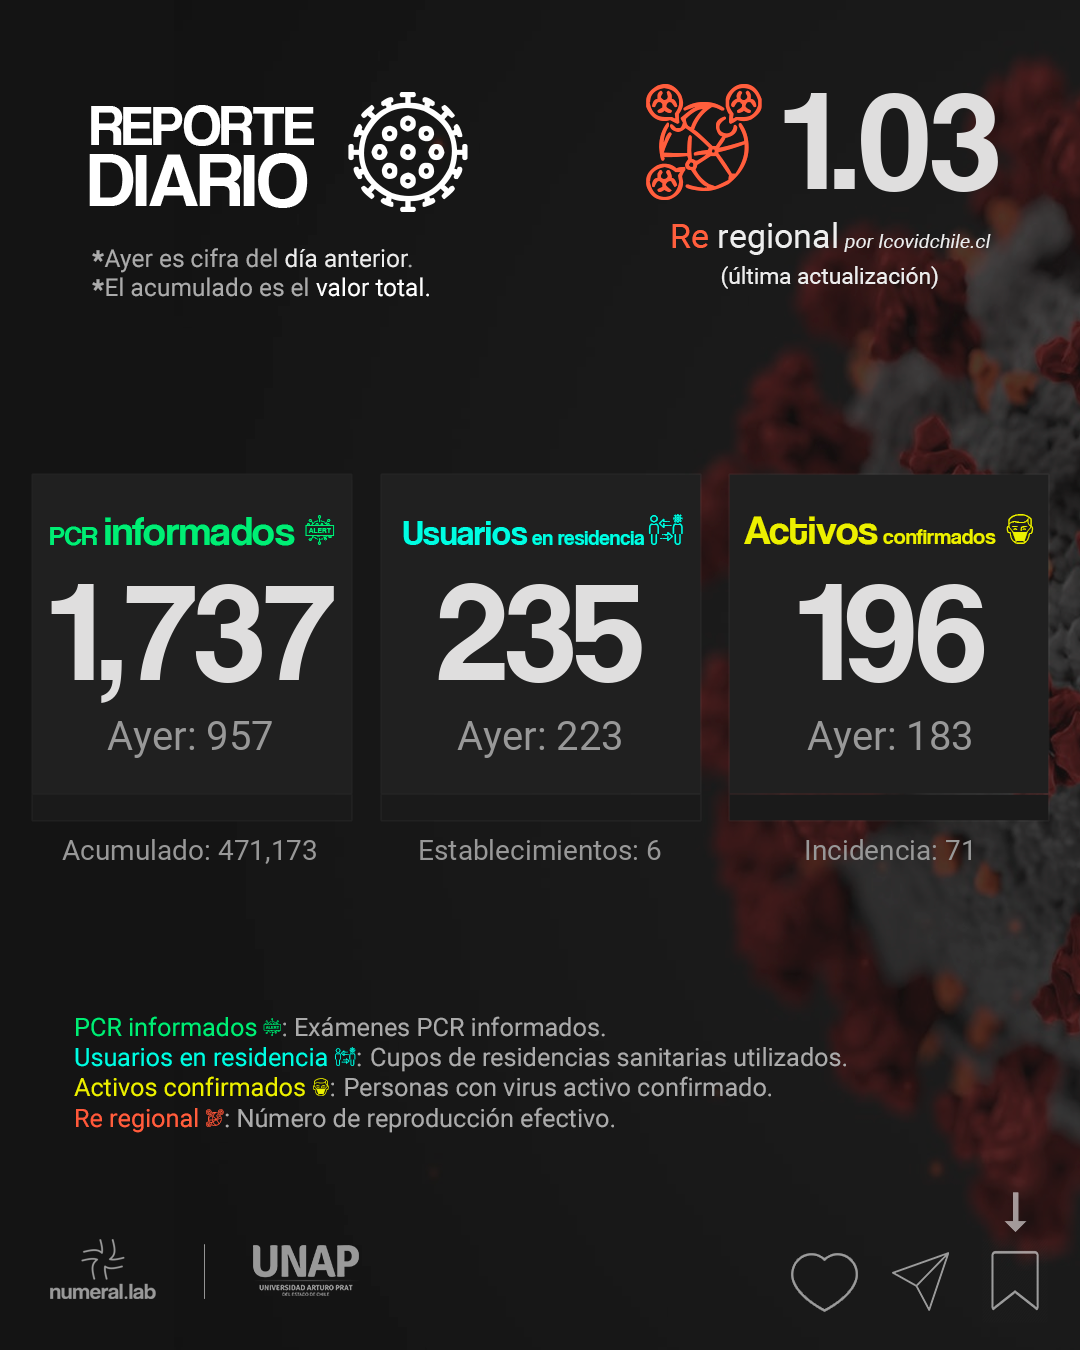 REPORTE
DIARIO
*Ayer es cifra del día anterior.
*El acumulado es el valor total.
1.03
Re regional por Icovidchile.cl
(última actualización)
PCR informados ALERT
1,737
Ayer: 957
Acumulado: 471,173
Usuarios en residencia
235
Ayer: 223
Establecimientos: 6
Activos confirmados
196
Ayer: 183
Incidencia: 71
PCR informados ALERT: Exámenes PCR informados.
Usuarios en residencia : Cupos de residencias sanitarias utilizados.
Activos confirmados : Personas con virus activo confirmado.
Re regional : Número de reproducción efectivo.
numeral.lab
UNAP
UNIVERSIDAD ARTURO PRAT
DEL ESTADO DE CHILE